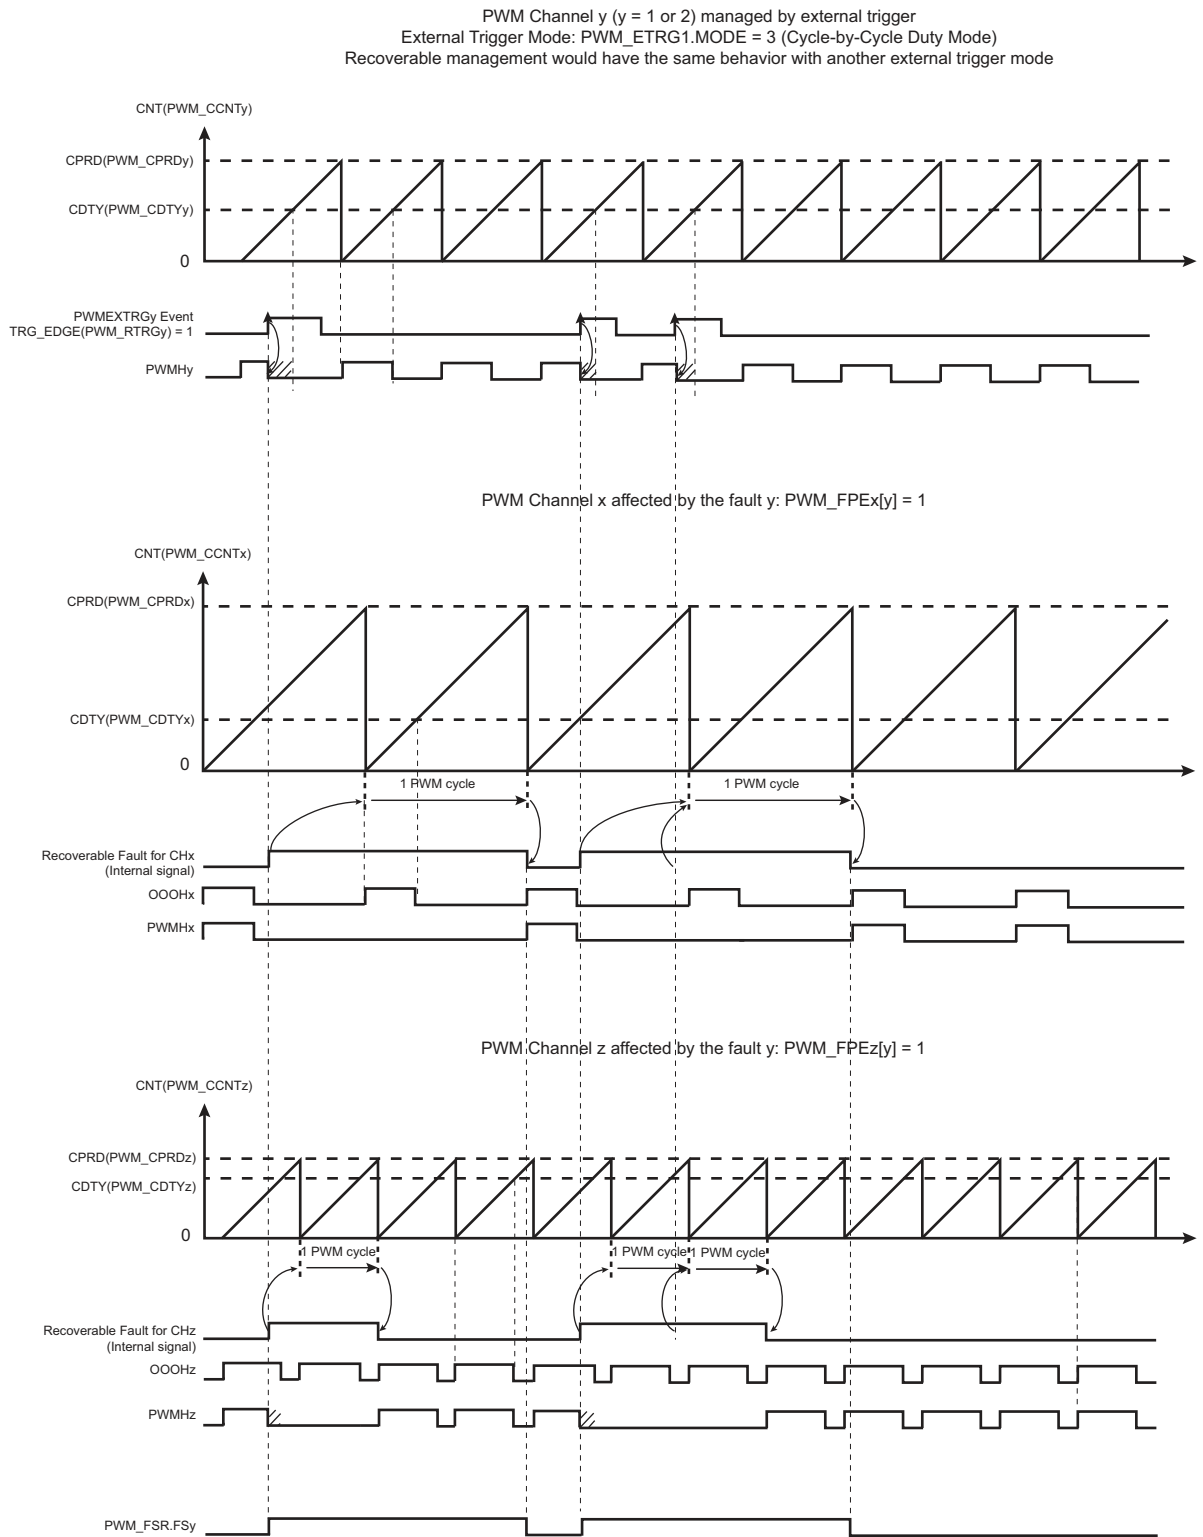 PWM Channel y (y = 1 or 2) managed by external trigger
External Trigger Mode: PWM_ETRG1.MODE = 3 (Cycle-by-Cycle Duty Mode)
Recoverable management would have the same behavior with another external trigger mode
CNT(PWM_CCNTy)
CPRD(PWM_CPRDy)
CDTY(PWM_CDTYy)
0
PWMEXTRGy Event
TRG_EDGE(PWM_RTRGy) = 1
PWMHy
PWM Channel x affected by the fault y: PWM_FPEx[y] = 1
CNT(PWM_CCNTx)
CPRD(PWM_CPRDx)
CDTY(PWM_CDTYx)
0
1 PWM cycle
1 PWM cycle
Recoverable Fault for CHx
(Internal signal)
OOOHx
PWMHx
PWM Channel z affected by the fault y: PWM_FPEz[y] = 1
CNT(PWM_CCNTz)
CPRD(PWM_CPRDz)
CDTY(PWM_CDTYz)
0
1 PWM cycle
1 PWM cycle
1 PWM cycle
Recoverable Fault for CHz
(Internal signal)
OOOHz
PWMHz
PWM_FSR.FSy